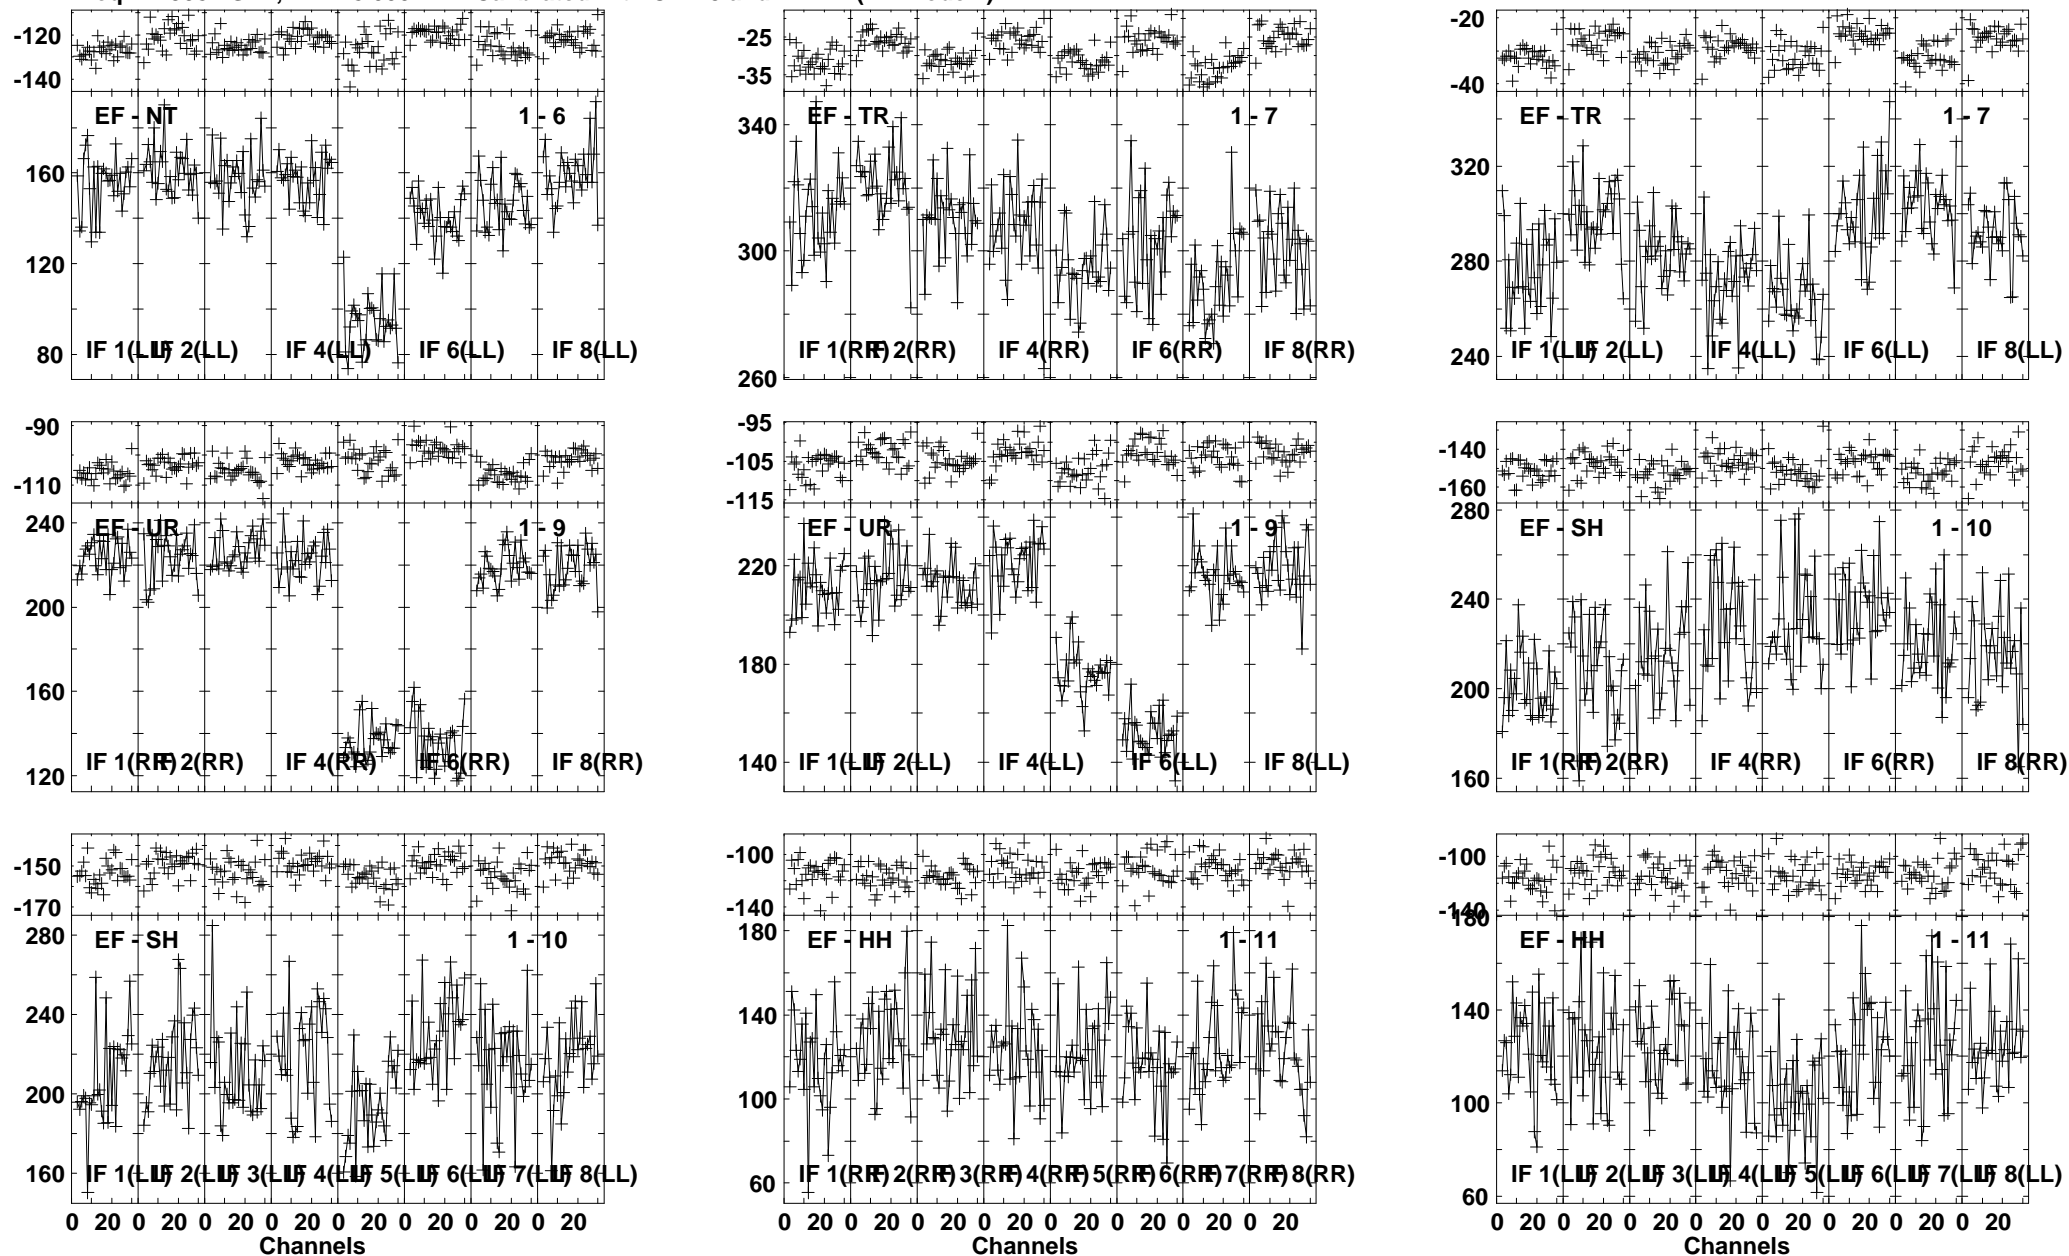 -120
-140
EF - NT
1 - 6
160
120
80
IF 1(LL)
IF 2(LL)
IF 4(LL)
IF 6(LL)
IF 8(LL)
-25
-35
340
EF - TR
1 - 7
300
260
IF 1(RR)
IF 2(RR)
IF 4(RR)
IF 6(RR)
IF 8(RR)
-20
-40
EF - TR
1 - 7
320
280
240
IF 1(LL)
IF 2(LL)
IF 4(LL)
IF 6(LL)
IF 8(LL)
-90
-110
240
EF - UR
1 - 9
200
160
120
IF 1(RR)
IF 2(RR)
IF 4(RR)
IF 6(RR)
IF 8(RR)
-95
-105
-115
EF - UR
1 - 9
220
180
140
IF 1(LL)
IF 2(LL)
IF 4(LL)
IF 6(LL)
IF 8(LL)
-140
-160
280
EF - SH
1 - 10
240
200
160
IF 1(RR)
IF 2(RR)
IF 4(RR)
IF 6(RR)
IF 8(RR)
-150
-170
280
EF - SH
1 - 10
240
200
160
IF 1(LL)
IF 2(LL)
IF 3(LL)
IF 4(LL)
IF 5(LL)
IF 6(LL)
IF 7(LL)
IF 8(LL)
0 20 0 20 0 20 0 20 0 20 0 20 0 20 0 20
Channels
-100
-140
180
EF - HH
1 - 11
140
100
60
IF 1(RR)
IF 2(RR)
IF 3(RR)
IF 4(RR)
IF 5(RR)
IF 6(RR)
IF 7(RR)
IF 8(RR)
0 20 0 20 0 20 0 20 0 20 0 20 0 20 0 20
Channels
-100
-140
180
EF - HH
1 - 11
140
100
60
IF 1(LL)
IF 2(LL)
IF 3(LL)
IF 4(LL)
IF 5(LL)
IF 6(LL)
IF 7(LL)
IF 8(LL)
0 20 0 20 0 20 0 20 0 20 0 20 0 20 0 20
Channels